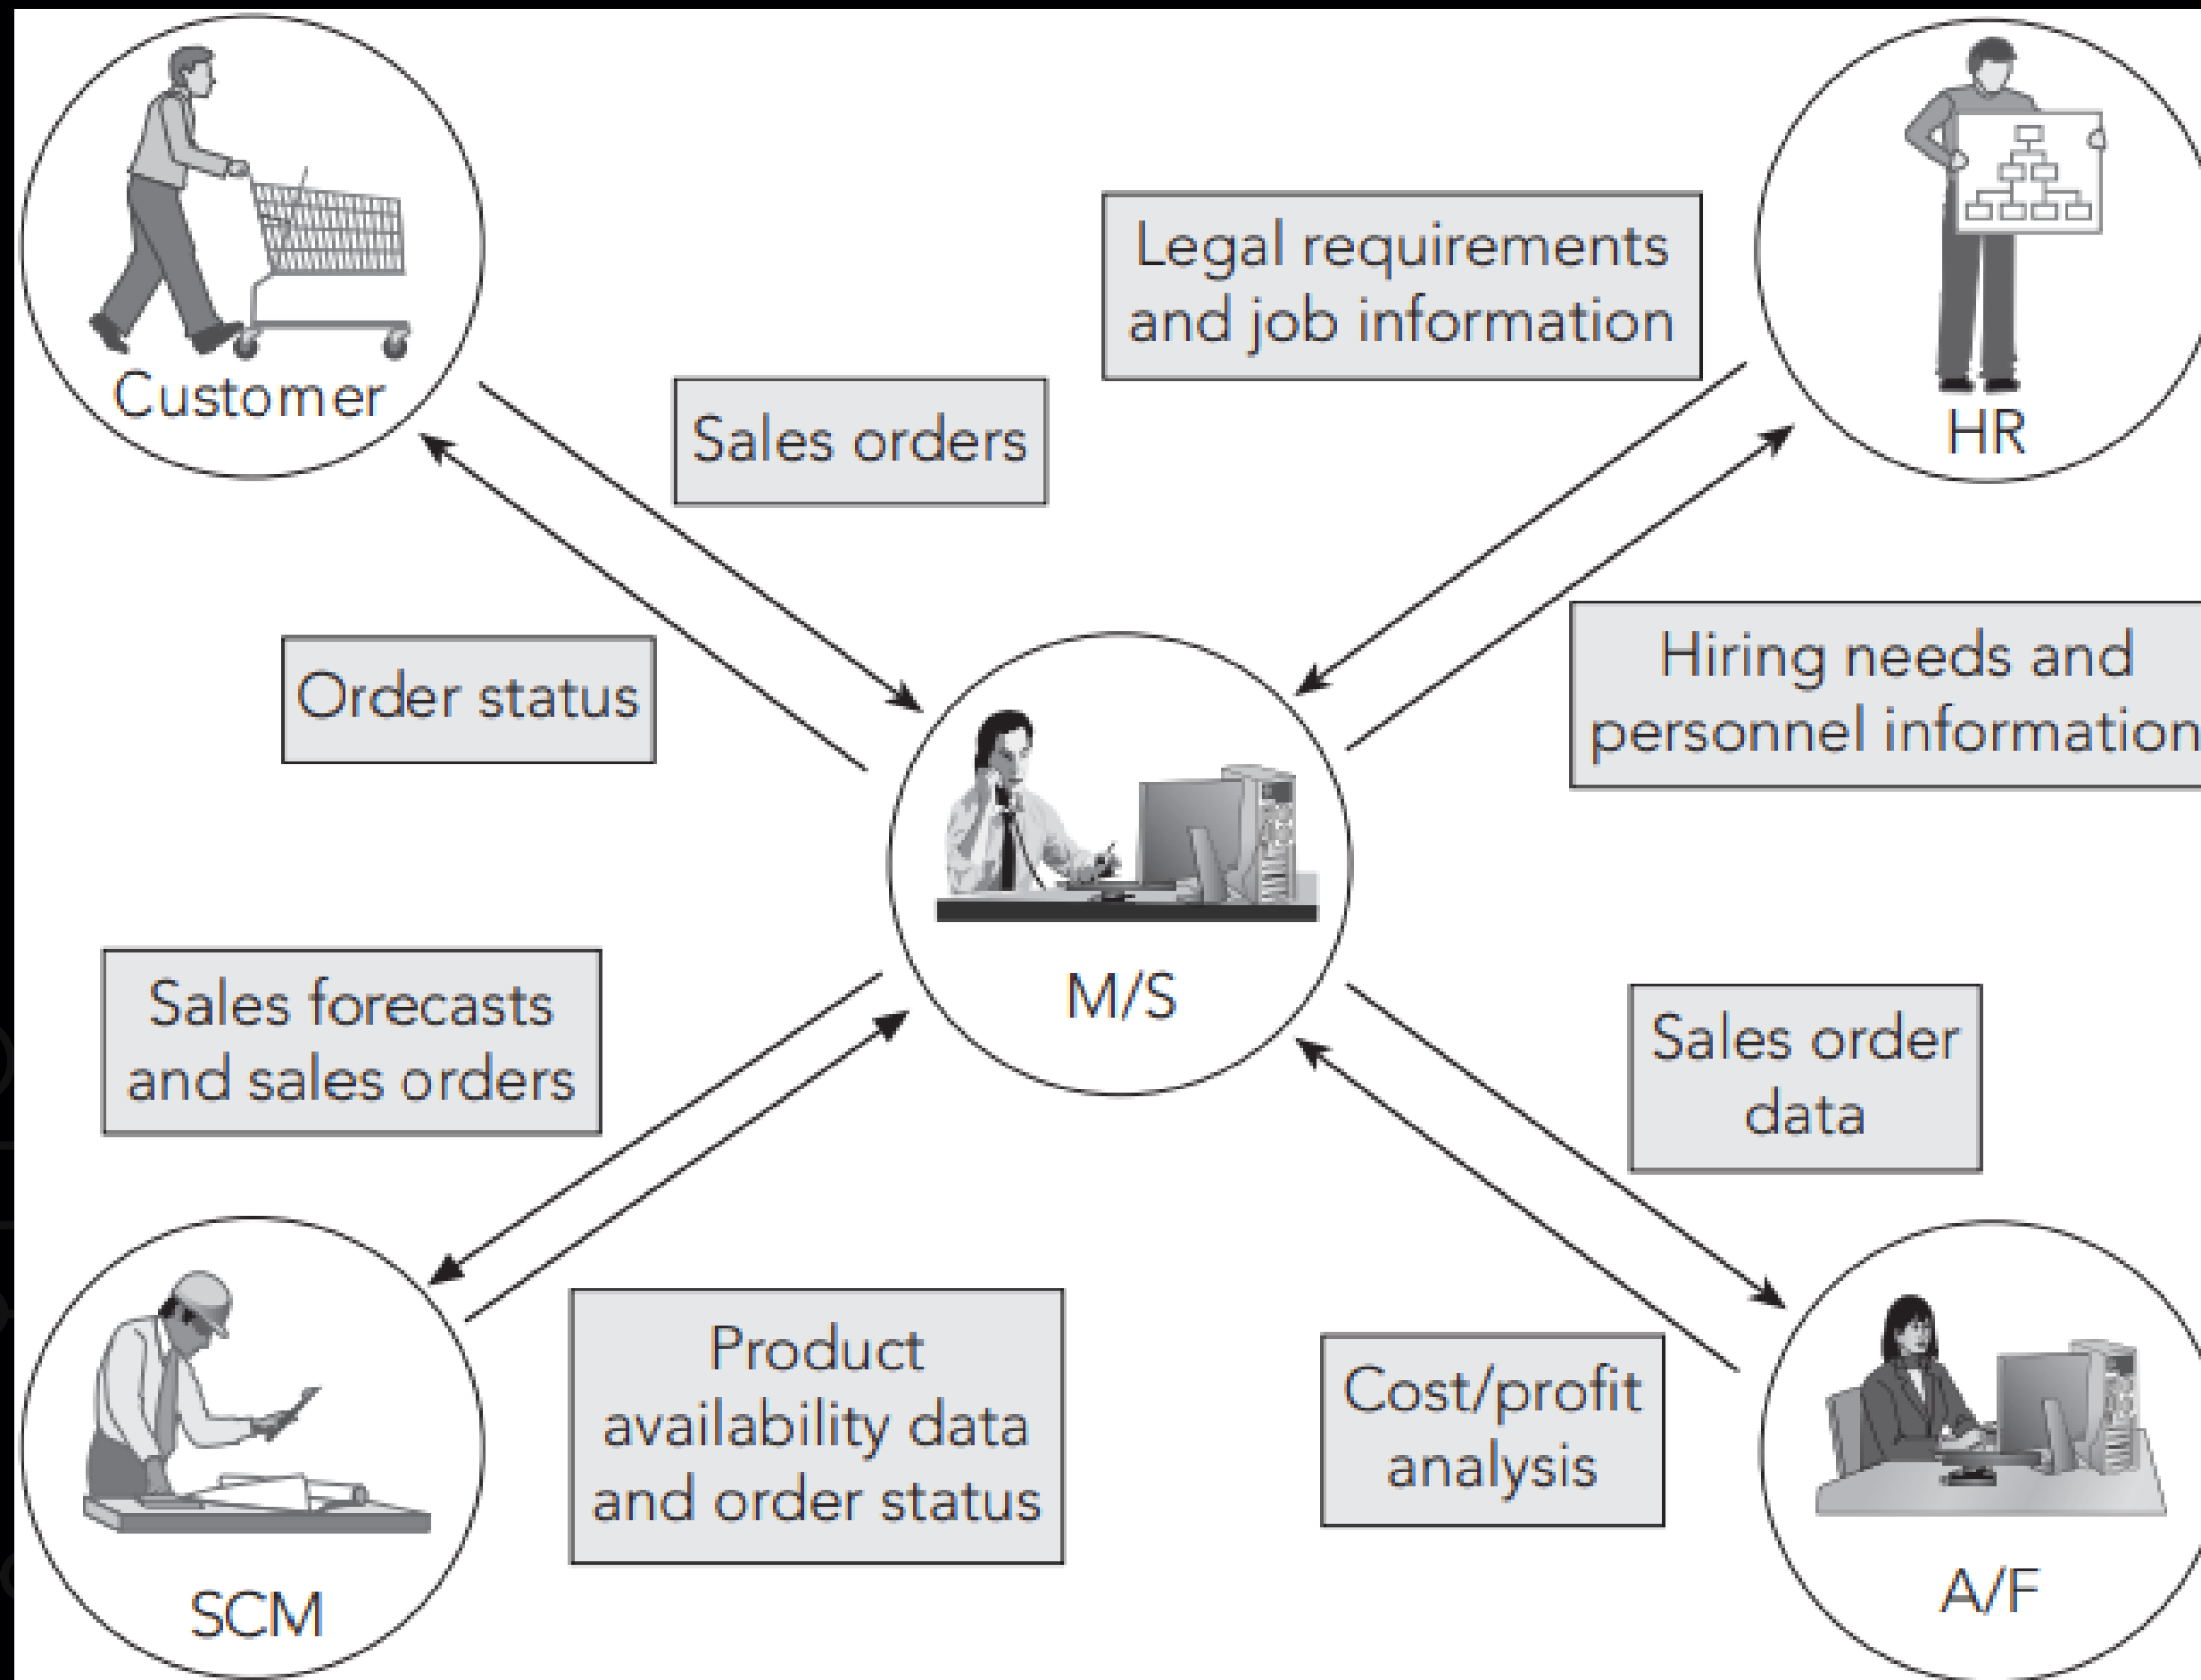 Customer
HR
Legal requirements
and job information
Sales orders
Order status
Hiring needs and
personnel information
M/S
Sales forecasts
and sales orders
Sales order
data
Product
availability data
and order status
Cost/profit
analysis
SCM
A/F